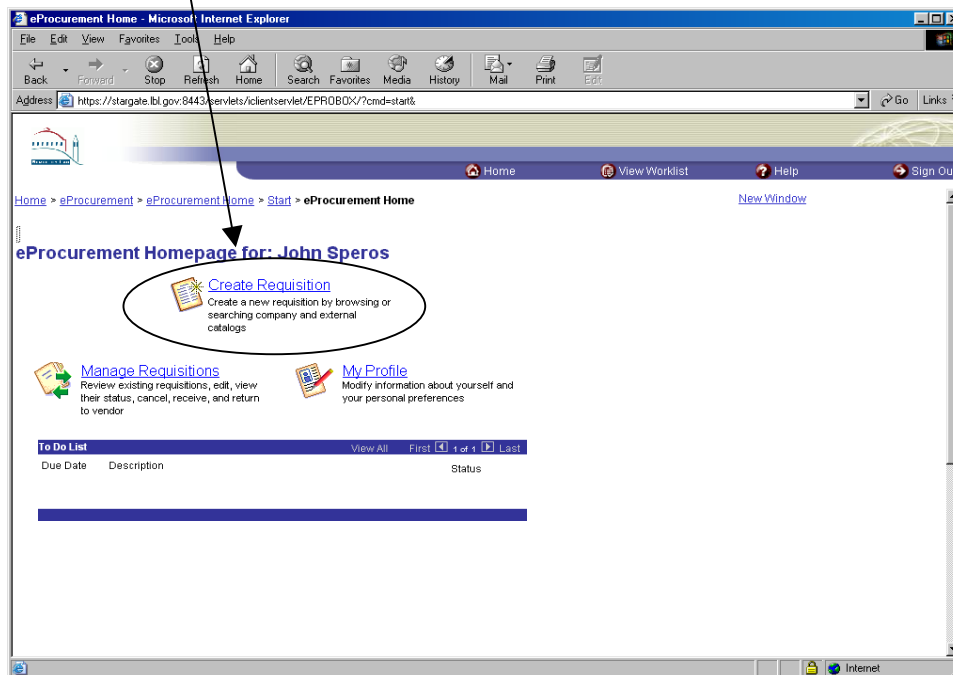 eProcurement Home - Microsoft Internet Explorer
File Edit View Favorites Tools Help
Back Forward Stop Refresh Home Search Favorites Media History Mail Print Edit
Address https://stargate.lbl.gov:8443/servlets/iclientservlet/EPROBOX/?cmd=start& Go Links
Home View Worklist Help Sign Ou
Home > eProcurement > eProcurement Home > Start > eProcurement Home New Window
eProcurement Homepage for: John Speros
Create Requisition
Create a new requisition by browsing or
searching company and external
catalogs
Manage Requisitions
Review existing requisitions, edit, view
their status, cancel, receive, and return
to vendor
My Profile
Modify information about yourself and
your personal preferences
To Do List View All First 1 of 1 Last
Due Date Description Status
Internet